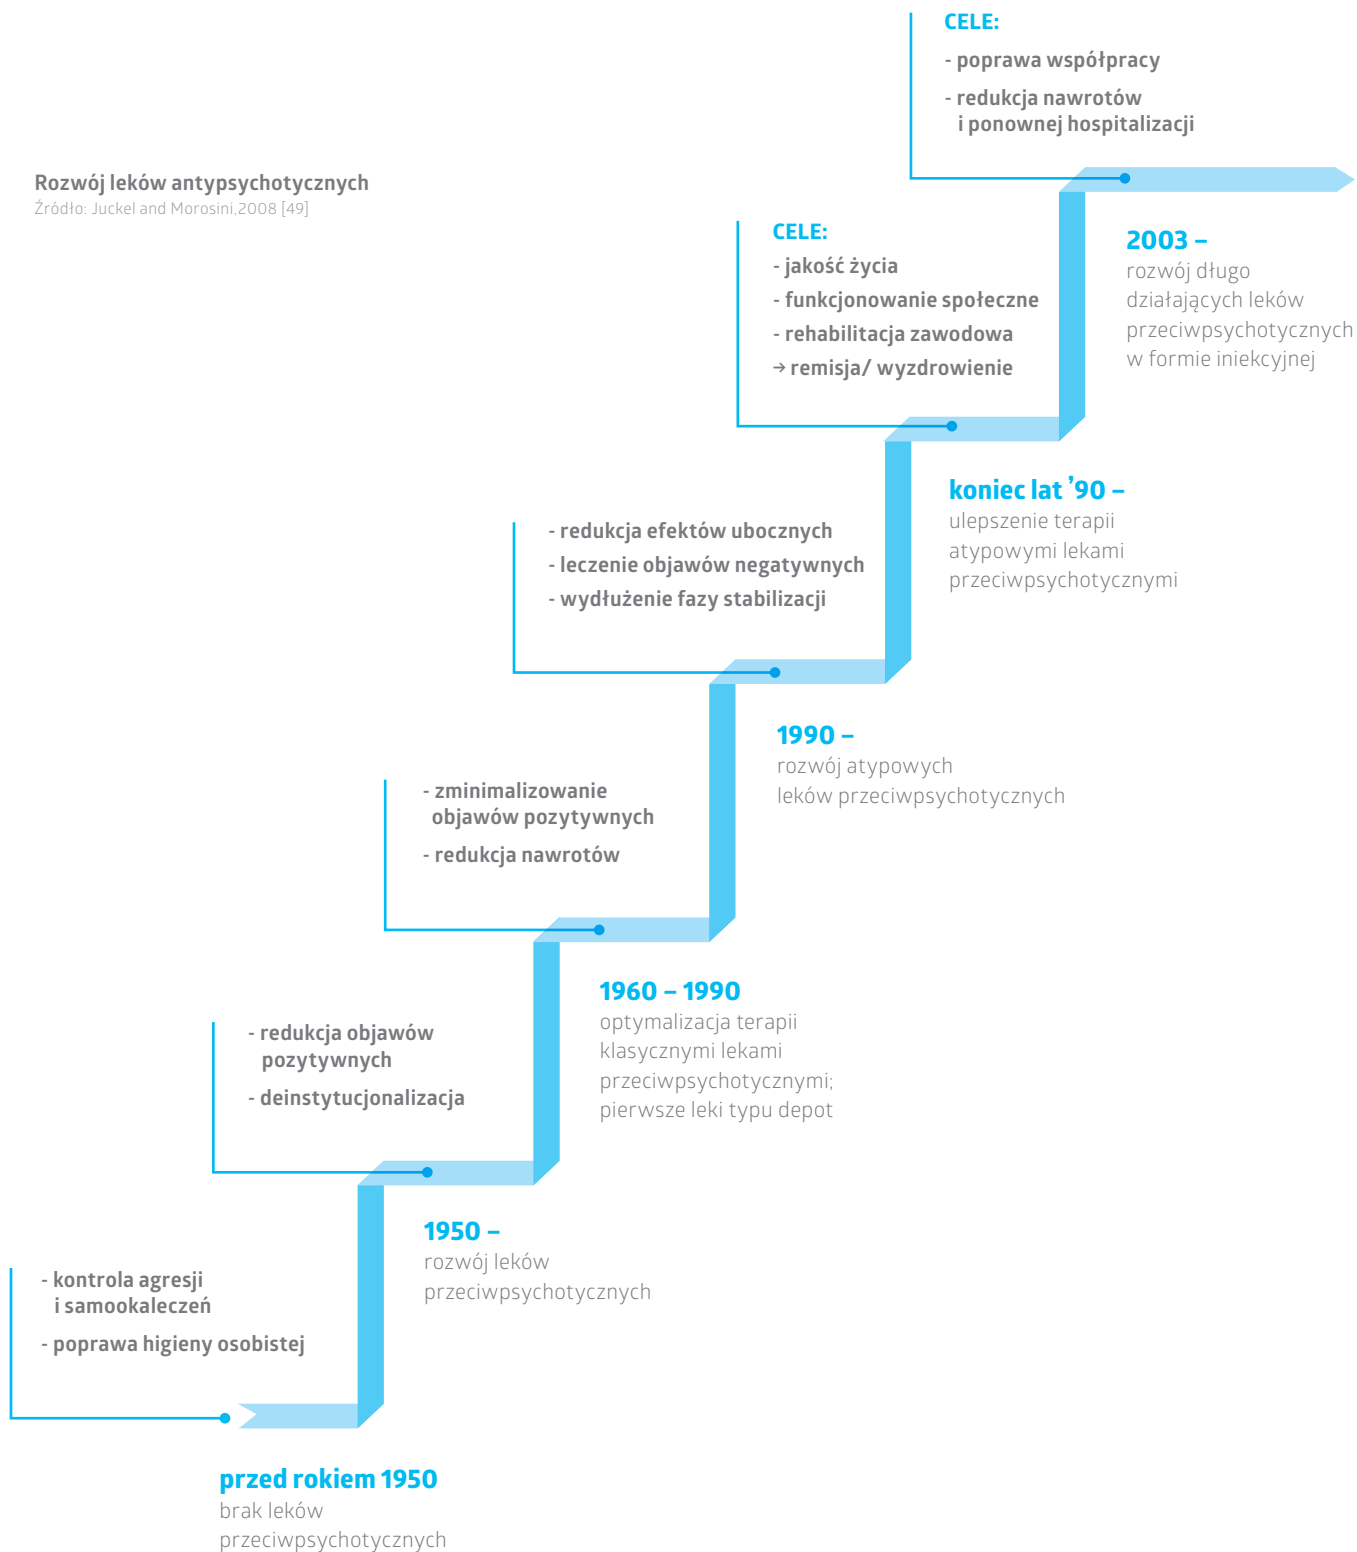 CELE:
- poprawa współpracy
- redukcja nawrotów
i ponownej hospitalizacji
Rozwój leków antypsychotycznych
Źródło: Juckel and Morosini,2008 [49]
2003 –
rozwój długo
działających leków
przeciwpsychotycznych
w formie iniekcyjnej
CELE:
- jakość życia
- funkcjonowanie społeczne
- rehabilitacja zawodowa
→ remisja/ wyzdrowienie
koniec lat ’90 –
ulepszenie terapii
atypowymi lekami
przeciwpsychotycznymi
- redukcja efektów ubocznych
- leczenie objawów negatywnych
- wydłużenie fazy stabilizacji
1990 –
rozwój atypowych
leków przeciwpsychotycznych
- zminimalizowanie
objawów pozytywnych
- redukcja nawrotów
1960 – 1990
optymalizacja terapii
klasycznymi lekami
przeciwpsychotycznymi;
pierwsze leki typu depot
- redukcja objawów
pozytywnych
- deinstytucjonalizacja
1950 –
rozwój leków
przeciwpsychotycznych
- kontrola agresji
i samookaleczeń
- poprawa higieny osobistej
przed rokiem 1950
brak leków
przeciwpsychotycznych